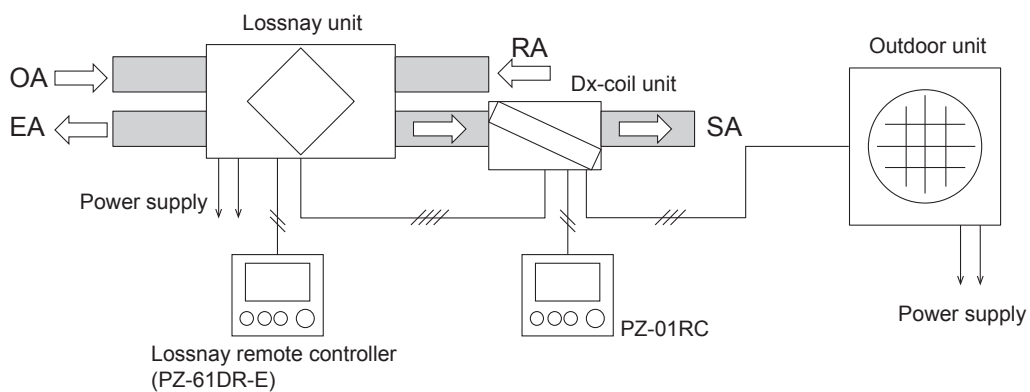 Lossnay unit
RA
Outdoor unit
Dx-coil unit
OA
EA
SA
Power supply
PZ-01RC
Power supply
Lossnay remote controller
(PZ-61DR-E)